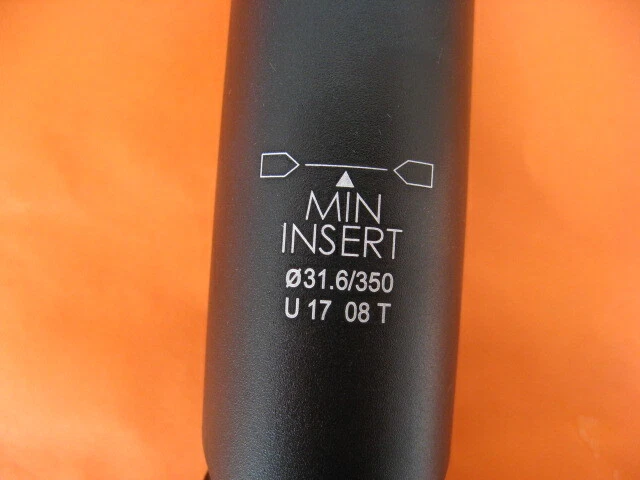 MIN
INSERT
ø31.6/350
U 17 08 T